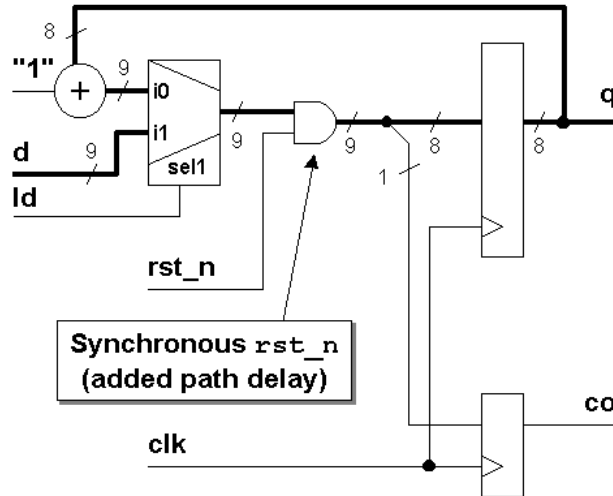 8
"1"
+
9
i0
i1
d
9
ld
sel1
9
9
8
1
8
q
rst_n
Synchronous rst_n
(added path delay)
clk
co